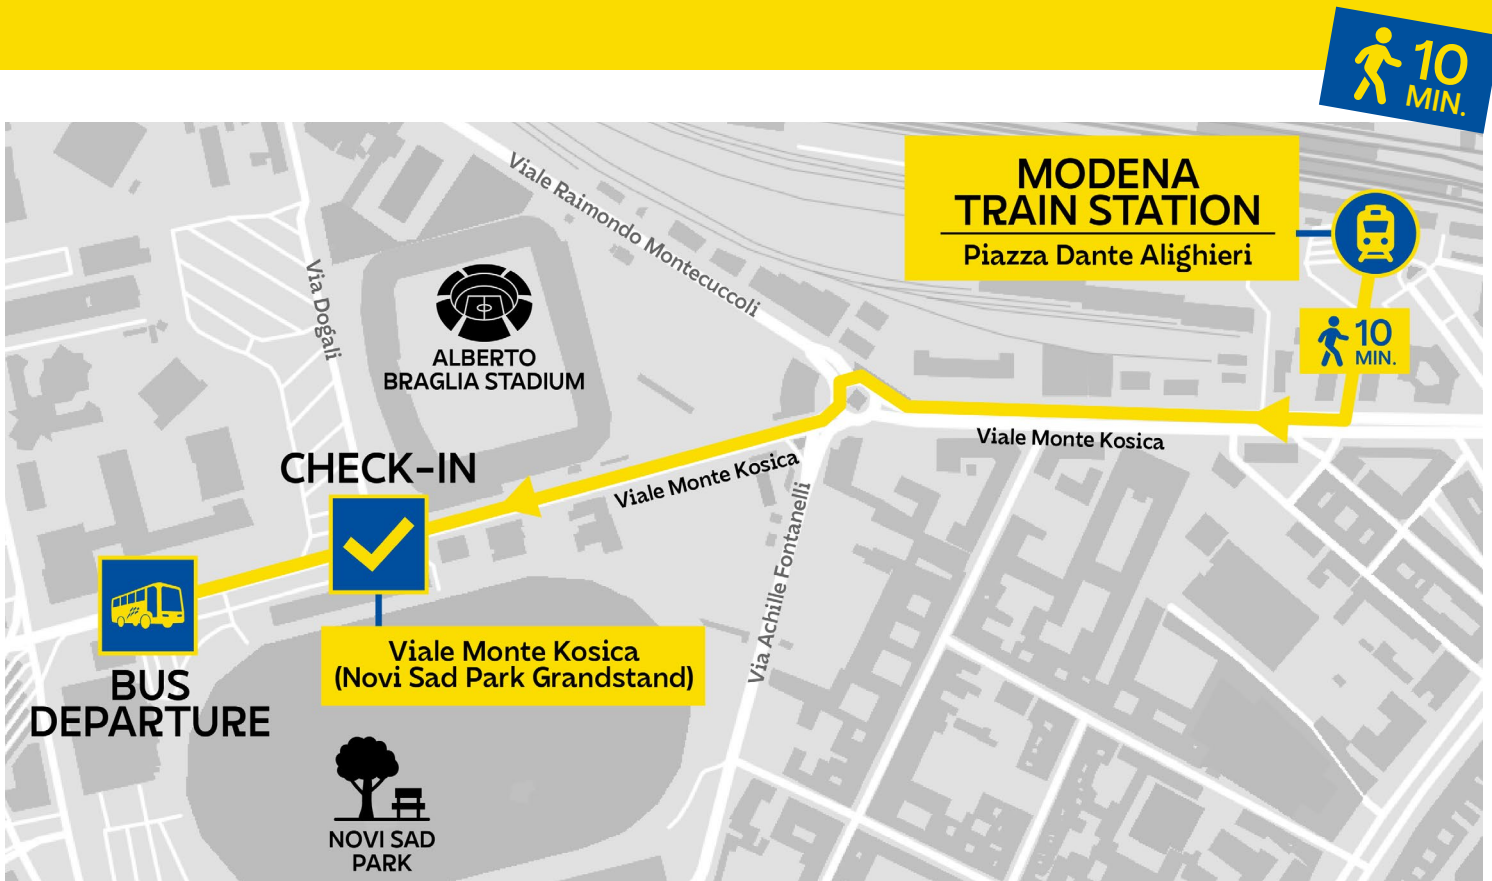 10
MIN.
MODENA
TRAIN STATION
Piazza Dante Alighieri
10
MIN.
Viale Raimondo Montecuccoli
Via Dogali
ALBERTO
BRAGLIA STADIUM
Viale Monte Kosica
Viale Monte Kosica
CHECK-IN
Via Achille Fontanelli
Viale Monte Kosica
(Novi Sad Park Grandstand)
BUS
DEPARTURE
NOVI SAD
PARK